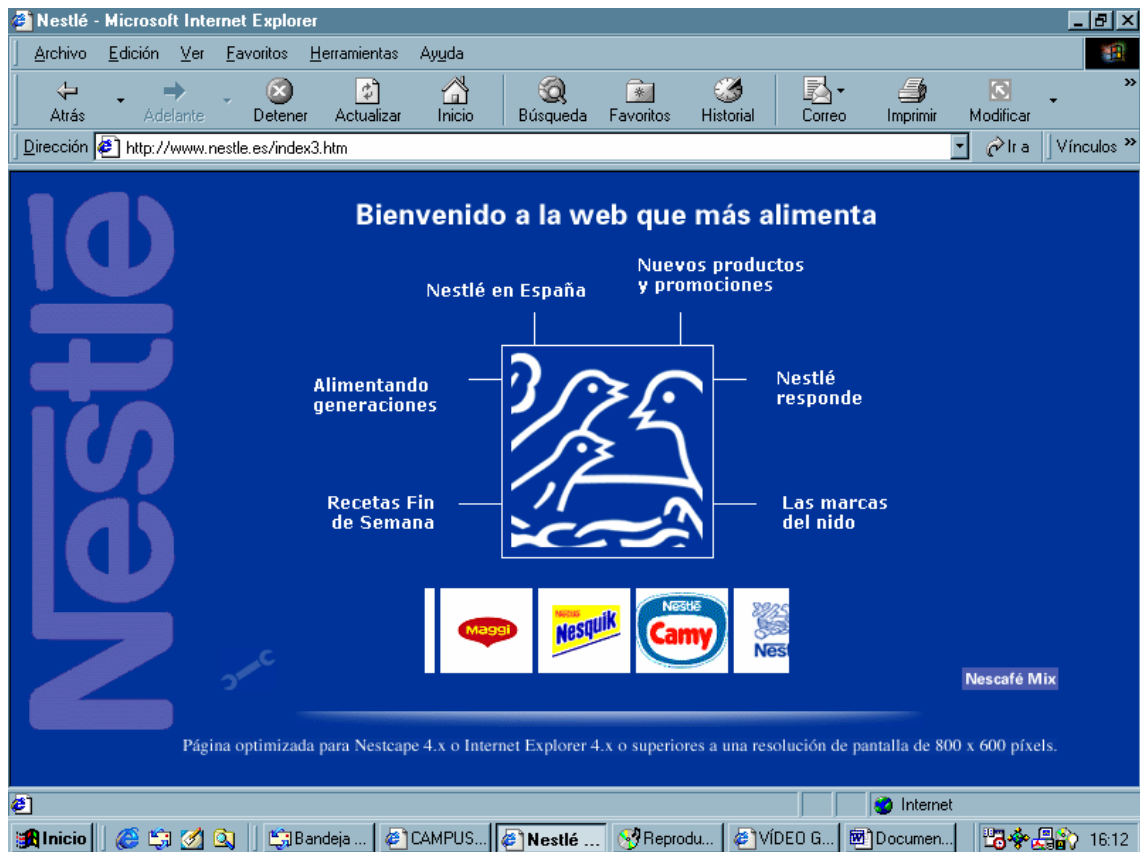 Nestlé - Microsoft Internet Explorer
Archivo Edición Ver Favoritos Herramientas Ayuda
Atrás Adelante Detener Actualizar Inicio Búsqueda Favoritos Historial Correo Imprimir Modificar
Dirección http://www.nestle.es/index3.htm Ir a Vínculos
Nestlé
Bienvenido a la web que más alimenta
Nestlé en España
Nuevos productos
y promociones
Alimentando
generaciones
Nestlé
responde
Recetas Fin
de Semana
Las marcas
del nido
Maggi
Nestlé
Nesquik
Nestlé
Camy
Nest
Nescafé Mix
Página optimizada para Nestcape 4.x o Internet Explorer 4.x o superiores a una resolución de pantalla de 800 x 600 píxels.
Internet
Inicio Bandeja ... CAMPUS... Nestlé ... Reprodu... VÍDEO G... Documen... 16:12